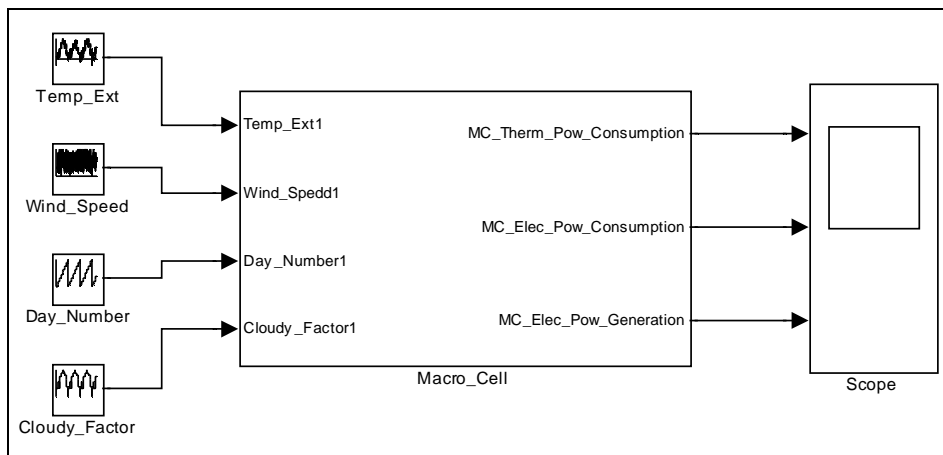 Temp_Ext
Wind_Speed
Day_Number
Cloudy_Factor
Temp_Ext1
Wind_Spedd1
Day_Number1
Cloudy_Factor1
MC_Therm_Pow_Consumption
MC_Elec_Pow_Consumption
MC_Elec_Pow_Generation
Macro_Cell
Scope